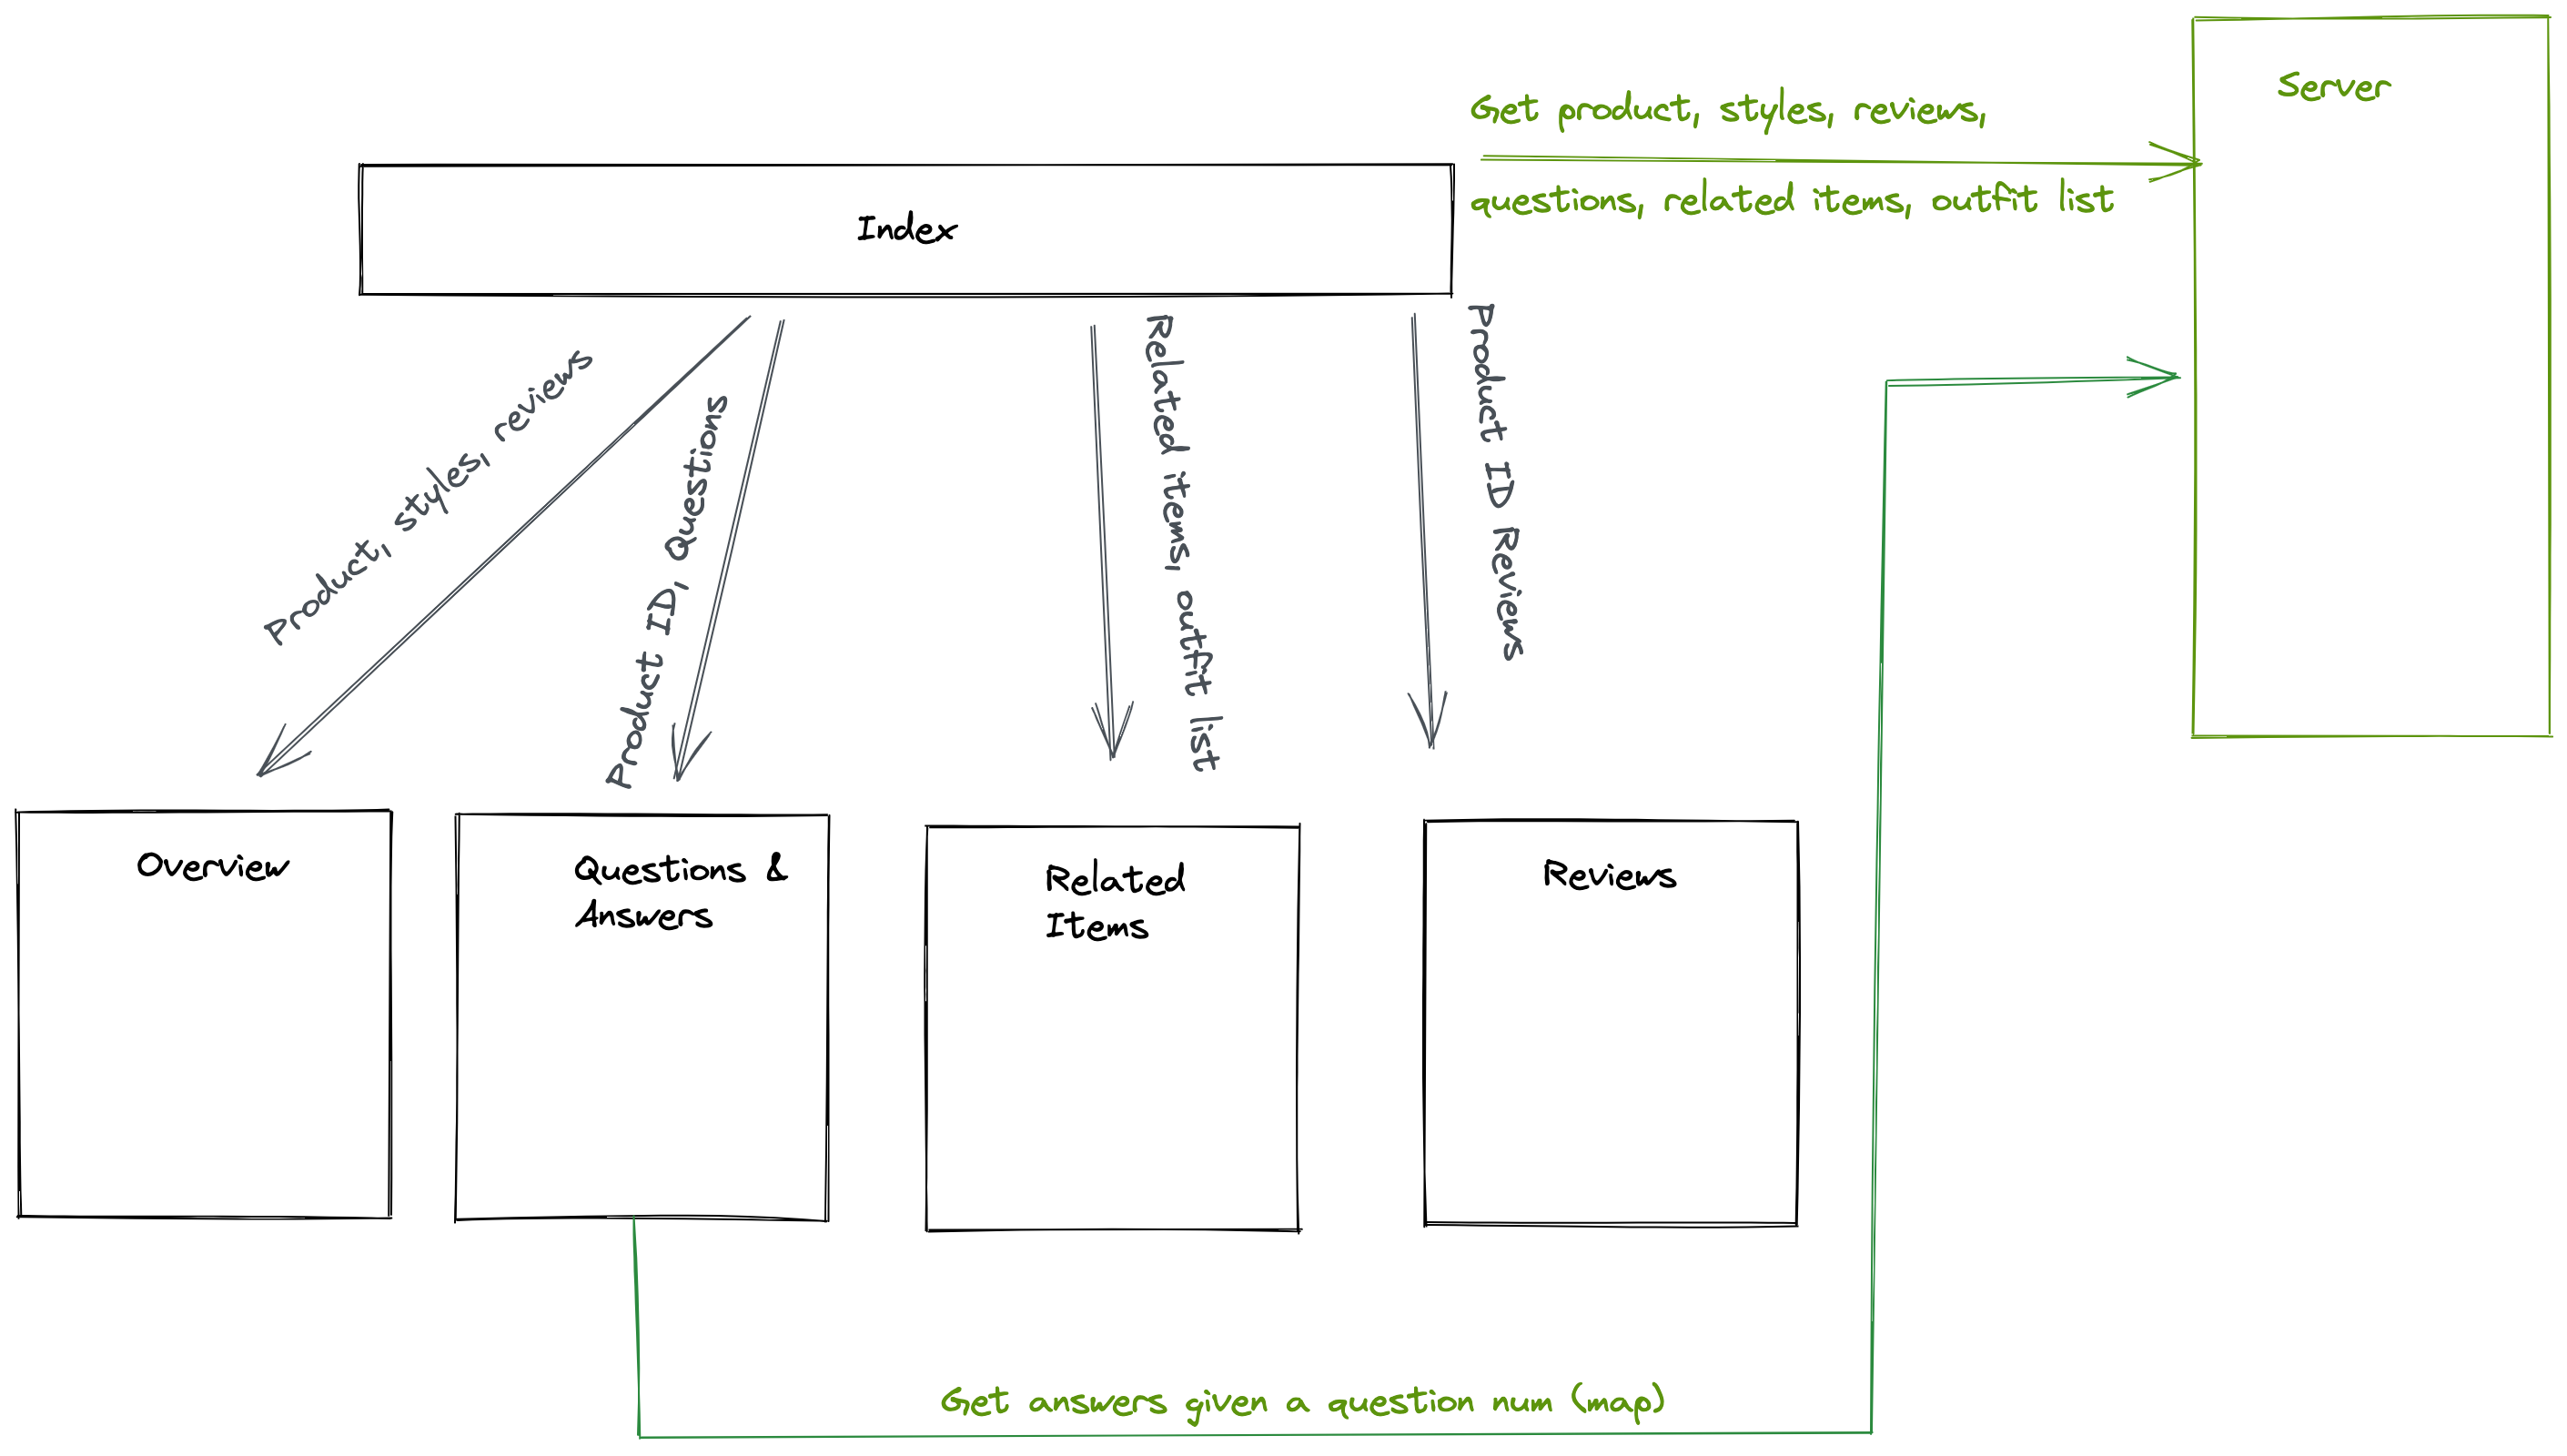 Server
Get product, styles, reviews,
questions, related items, outfit list
Index
Product, styles, reviews
Product ID, Questions
Related items, outfit list
Product ID Reviews
Overview
Questions &
Answers
Related
Items
Reviews
Get answers given a question num (map)